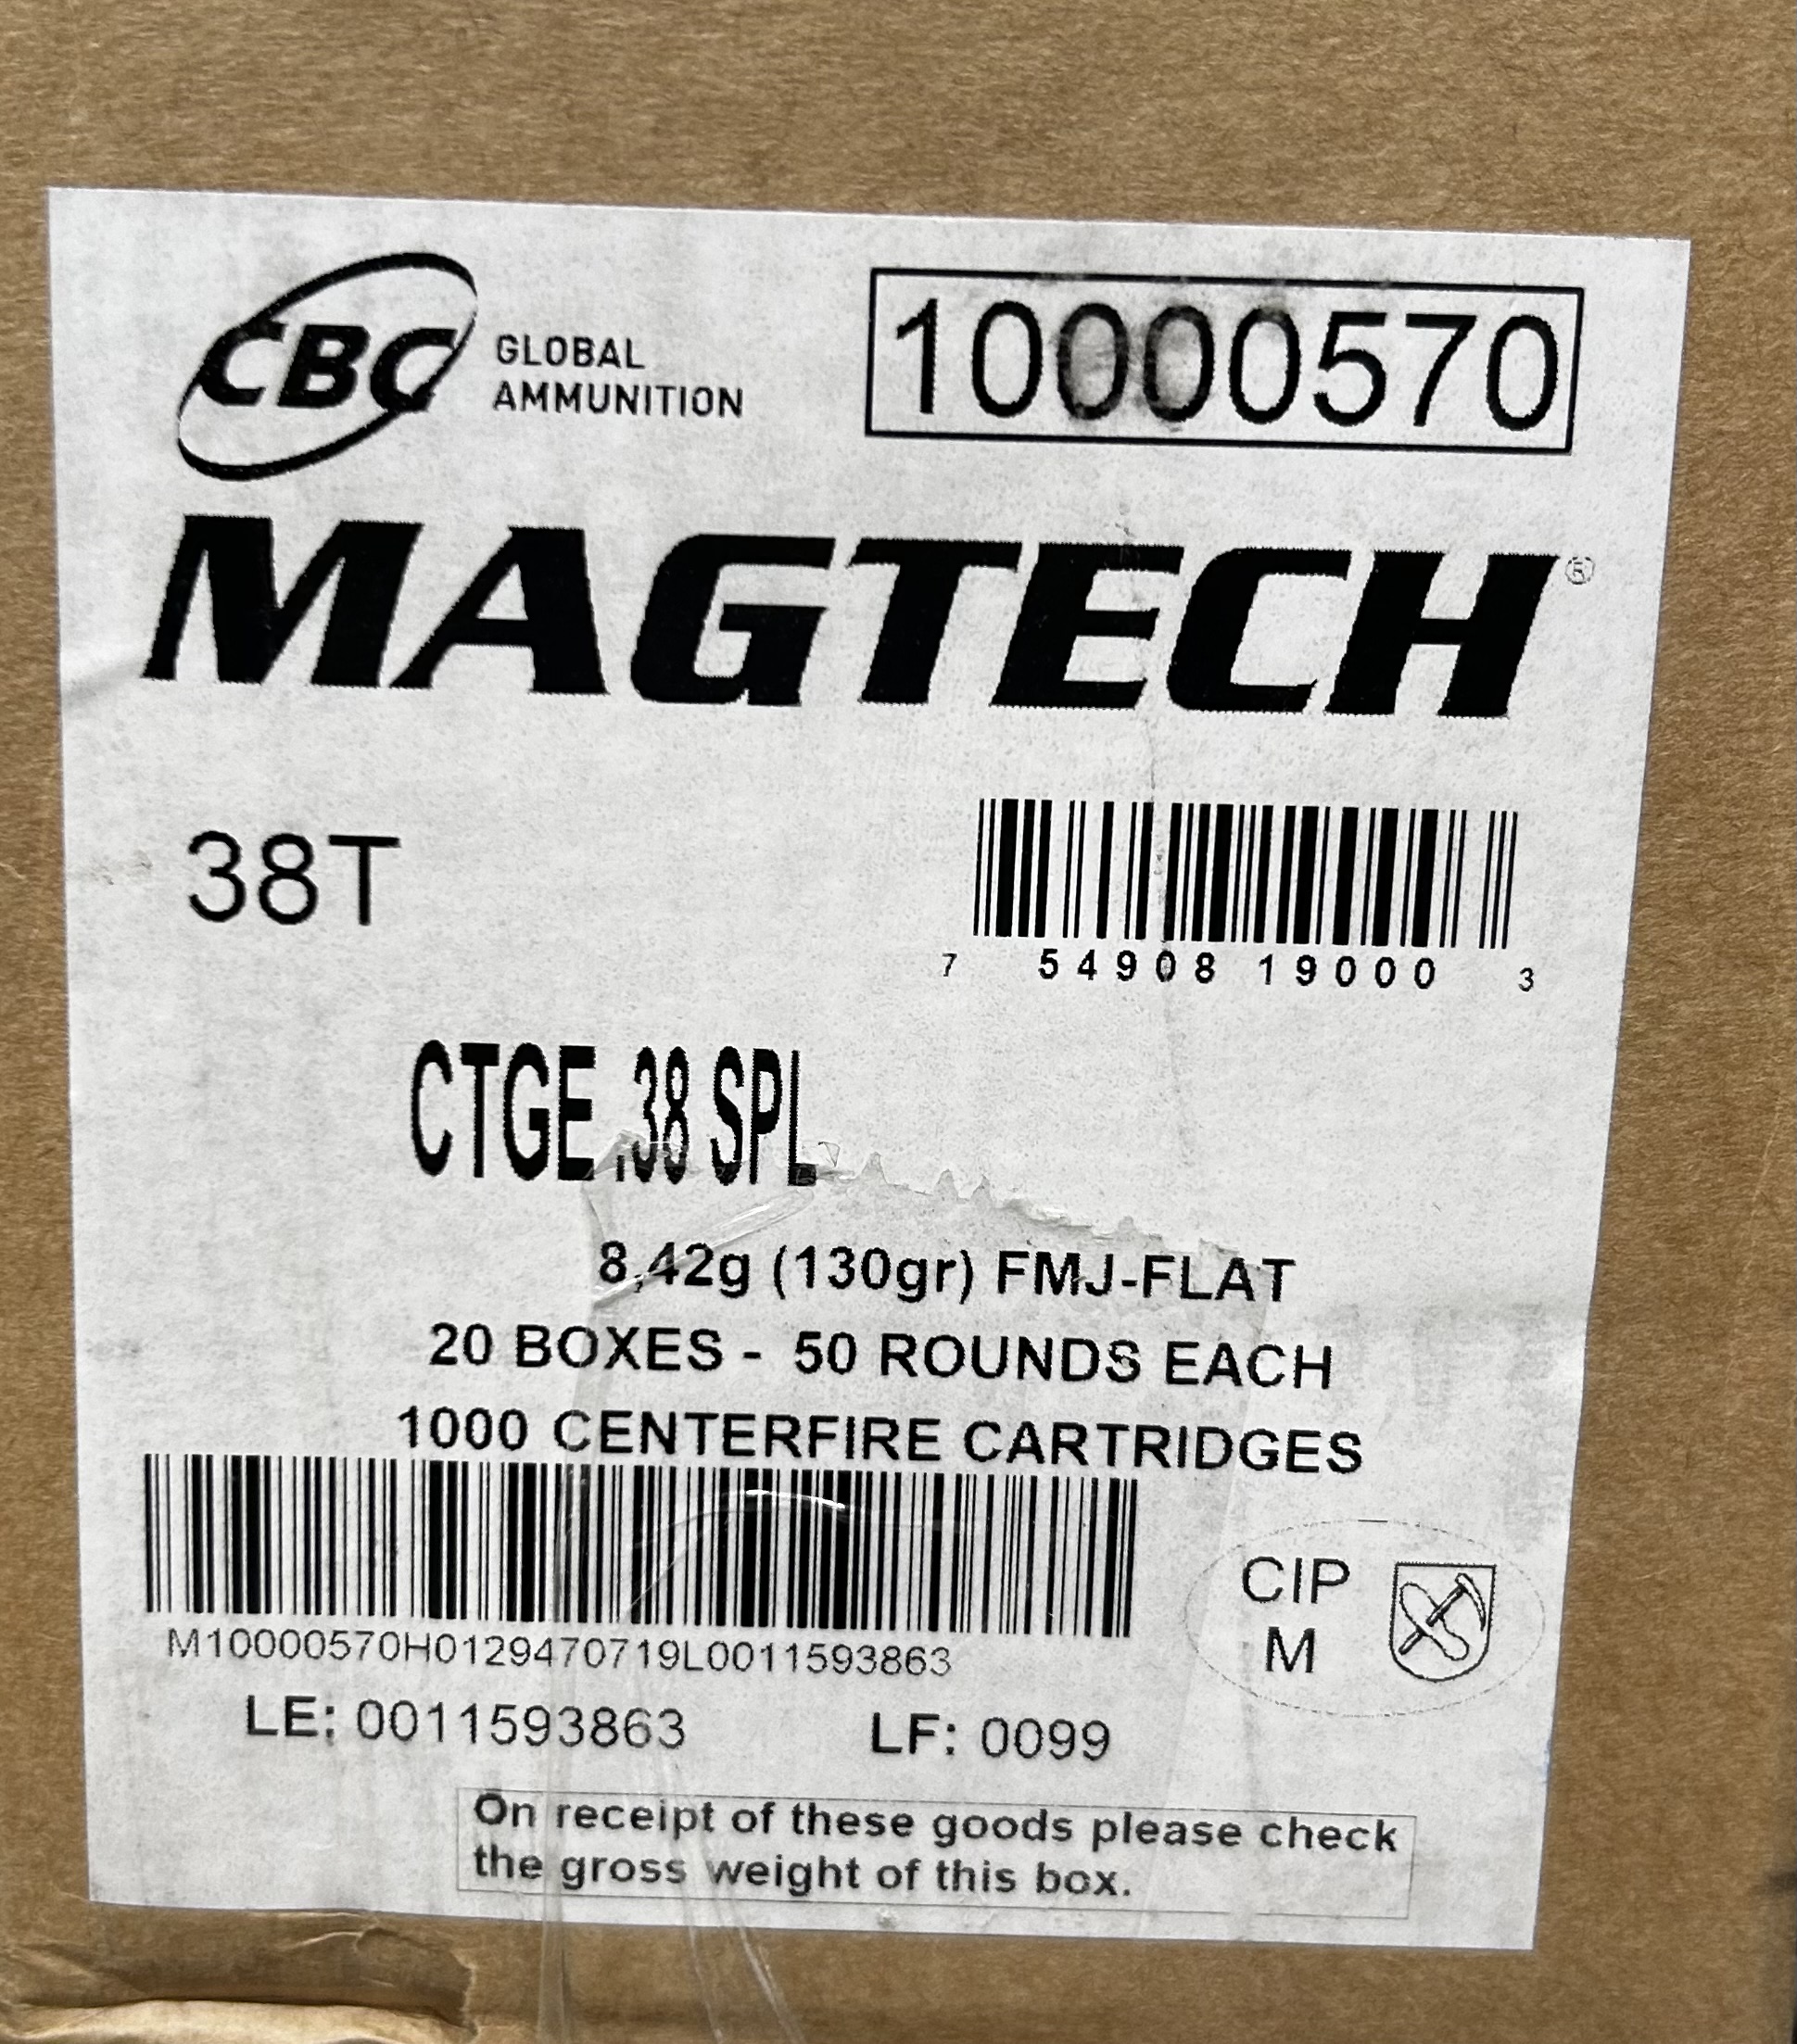 CBC GLOBAL
AMMUNITION
10000570
MAGTECH®
38T
7 54908 19000 3
CTGE .38 SPL
8,42g (130gr) FMJ-FLAT
20 BOXES - 50 ROUNDS EACH
1000 CENTERFIRE CARTRIDGES
M10000570H0129470719L0011593863
CIP
M
LE: 0011593863 LF: 0099
On receipt of these goods please check
the gross weight of this box.